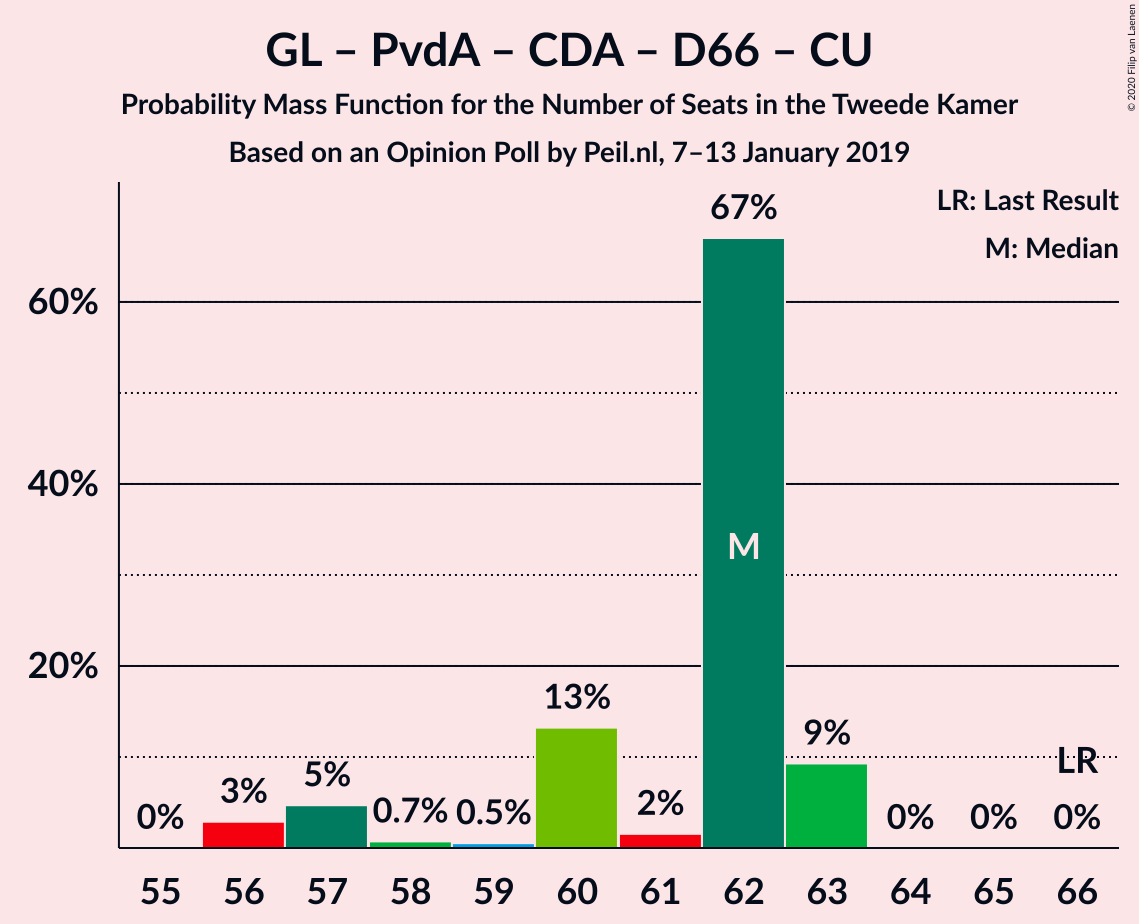 GL – PvdA – CDA – D66 – CU
Probability Mass Function for the Number of Seats in the Tweede Kamer
Based on an Opinion Poll by Peil.nl, 7–13 January 2019
© 2020 Filip van Laenen
LR: Last Result
M: Median
67%
60%
40%
M
20%
13%
9%
LR
5%
3%
2%
0%
0.7%
0.5%
0%
0%
0%
55 56 57 58 59 60 61 62 63 64 65 66